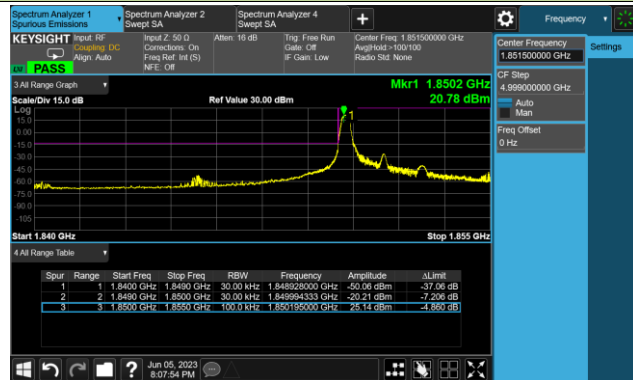 Spectrum Analyzer 1
Spurious Emissions
Spectrum Analyzer 2
Swept SA
Spectrum Analyzer 4
Swept SA
Frequency
KEYSIGHT
Input: RF
Coupling: DC
Align: Auto
Input Z: 50 Ω
Corrections: On
Freq Ref: Int (S)
NFE: Off
Atten: 16 dB
Trig: Free Run
Gate: Off
IF Gain: Low
Center Freq: 1.851500000 GHz
Avg|Hold:>100/100
Radio Std: None
PASS
Center Frequency
1.851500000 GHz
Settings
CF Step
4.999000000 GHz
Auto
Man
Freq Offset
0 Hz
3 All Range Graph
Mkr1 1.8502 GHz
Scale/Div 15.0 dB
Ref Value 30.00 dBm
20.78 dBm
Log
15.0
0.00
-15.0
-30.0
-45.0
-60.0
-75.0
-90.0
-105
1
Start 1.840 GHz
Stop 1.855 GHz
4 All Range Table
Spur Range Start Freq Stop Freq RBW Frequency Amplitude ΔLimit
1 1 1.8400 GHz 1.8490 GHz 30.00 kHz 1.848928000 GHz -50.06 dBm -37.06 dB
2 2 1.8490 GHz 1.8500 GHz 30.00 kHz 1.849994333 GHz -20.21 dBm -7.206 dB
3 3 1.8500 GHz 1.8550 GHz 100.0 kHz 1.850195000 GHz 25.14 dBm -4.860 dB
Jun 05, 2023
8:07:54 PM